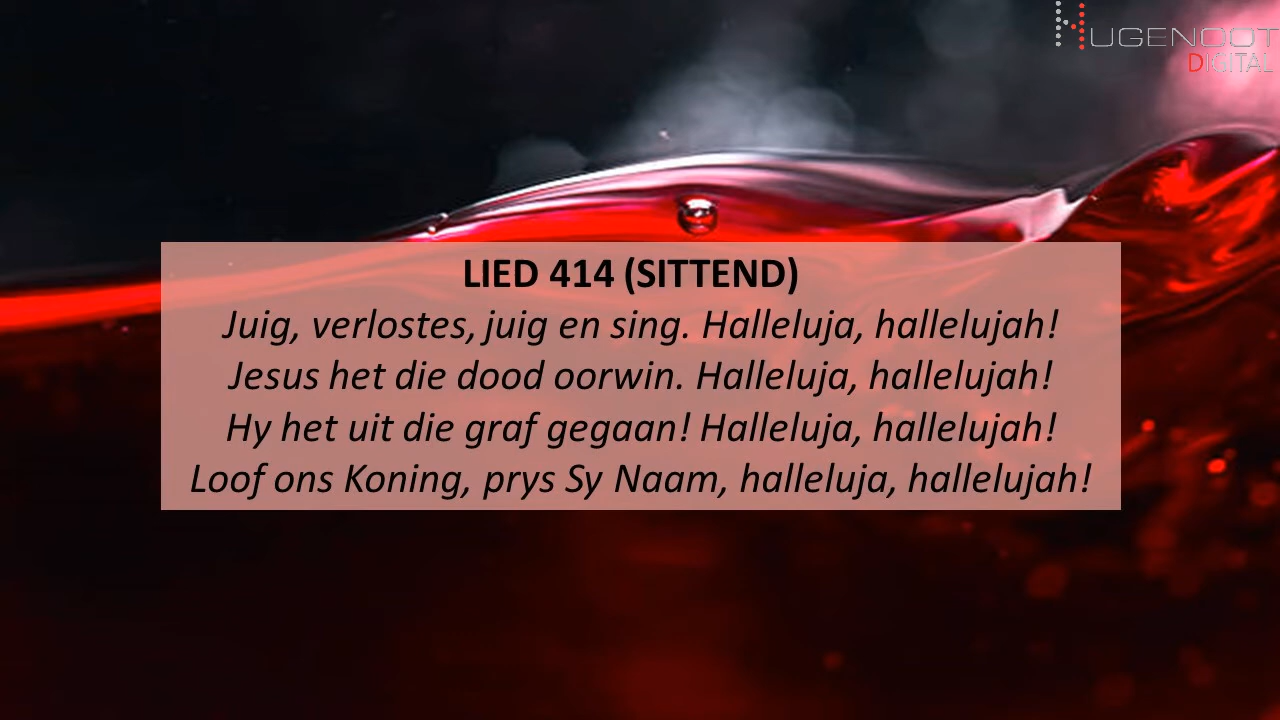 HUGENOOT
DIGITAL
LIED 414 (SITTEND)
Juig, verlostes, juig en sing. Halleluja, hallelujah!
Jesus het die dood oorwin. Halleluja, hallelujah!
Hy het uit die graf gegaan! Halleluja, hallelujah!
Loof ons Koning, prys Sy Naam, halleluja, hallelujah!